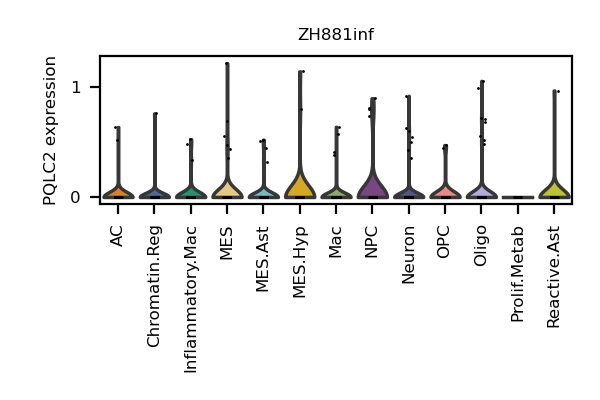 ZH881inf
PQLC2 expression
1
0
AC
Chromatin.Reg
Inflammatory.Mac
MES
MES.Ast
MES.Hyp
Mac
NPC
Neuron
OPC
Oligo
Prolif.Metab
Reactive.Ast